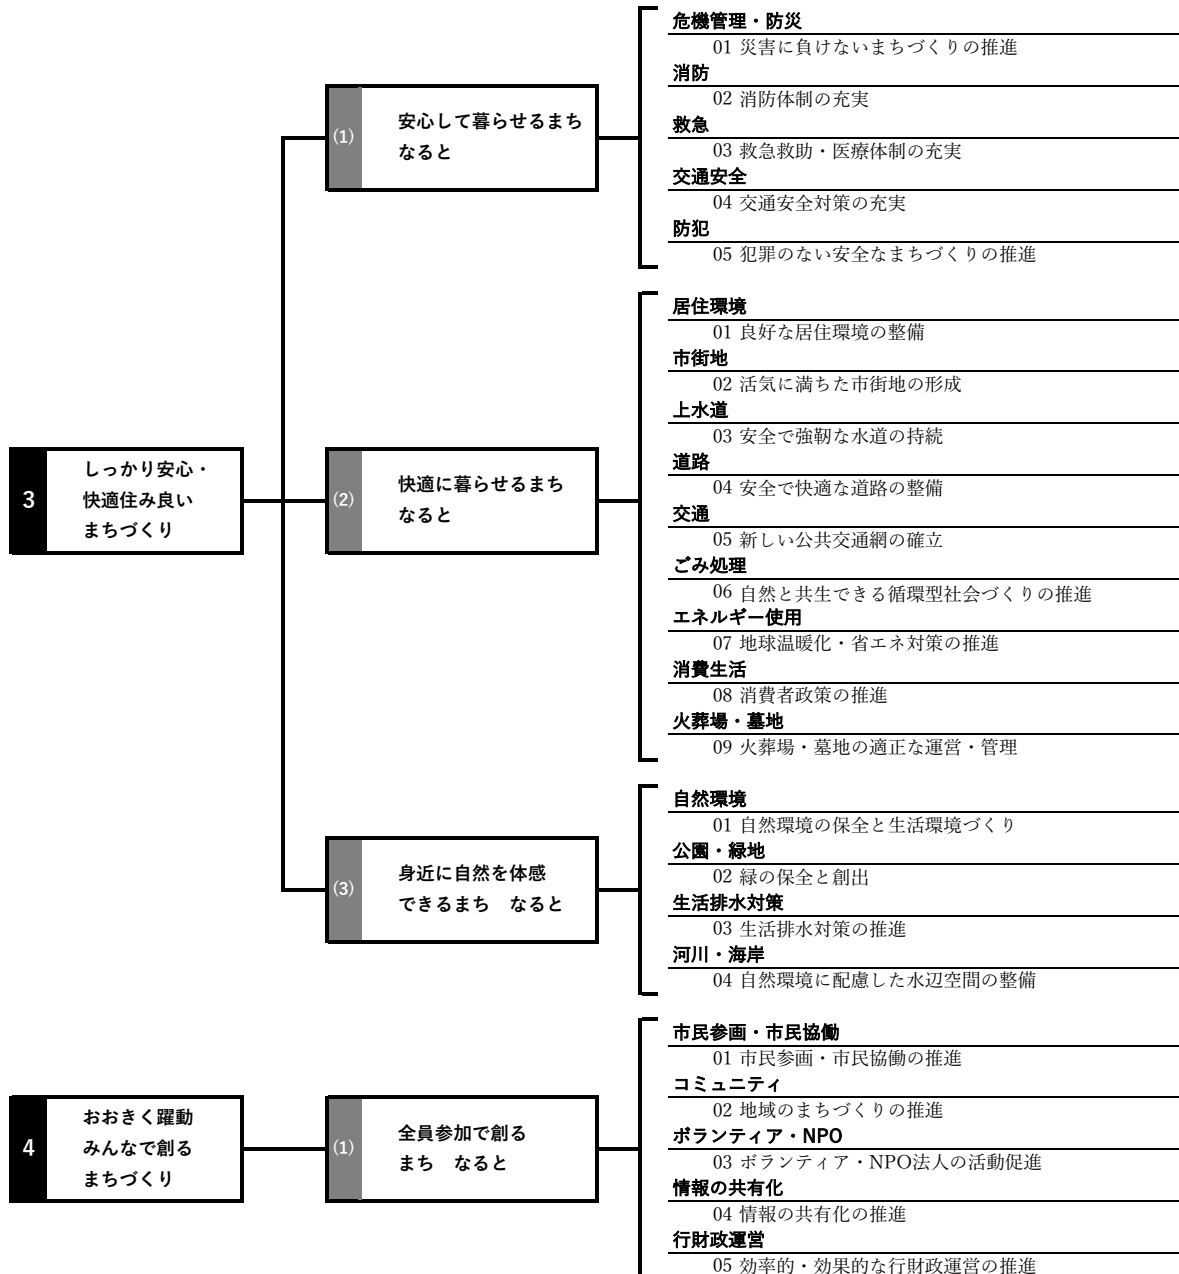 3
しっかり安心・
快適住み良い
まちづくり
(1)
安心して暮らせるまち
なると
危機管理・防災
01 災害に負けないまちづくりの推進
消防
02 消防体制の充実
救急
03 救急救助・医療体制の充実
交通安全
04 交通安全対策の充実
防犯
05 犯罪のない安全なまちづくりの推進
(2)
快適に暮らせるまち
なると
居住環境
01 良好な居住環境の整備
市街地
02 活気に満ちた市街地の形成
上水道
03 安全で強靭な水道の持続
道路
04 安全で快適な道路の整備
交通
05 新しい公共交通網の確立
ごみ処理
06 自然と共生できる循環型社会づくりの推進
エネルギー使用
07 地球温暖化・省エネ対策の推進
消費生活
08 消費者政策の推進
火葬場・墓地
09 火葬場・墓地の適正な運営・管理
(3)
身近に自然を体感
できるまち　なると
自然環境
01 自然環境の保全と生活環境づくり
公園・緑地
02 緑の保全と創出
生活排水対策
03 生活排水対策の推進
河川・海岸
04 自然環境に配慮した水辺空間の整備
4
おおきく躍動
みんなで創る
まちづくり
(1)
全員参加で創る
まち　なると
市民参画・市民協働
01 市民参画・市民協働の推進
コミュニティ
02 地域のまちづくりの推進
ボランティア・NPO
03 ボランティア・NPO法人の活動促進
情報の共有化
04 情報の共有化の推進
行財政運営
05 効率的・効果的な行財政運営の推進